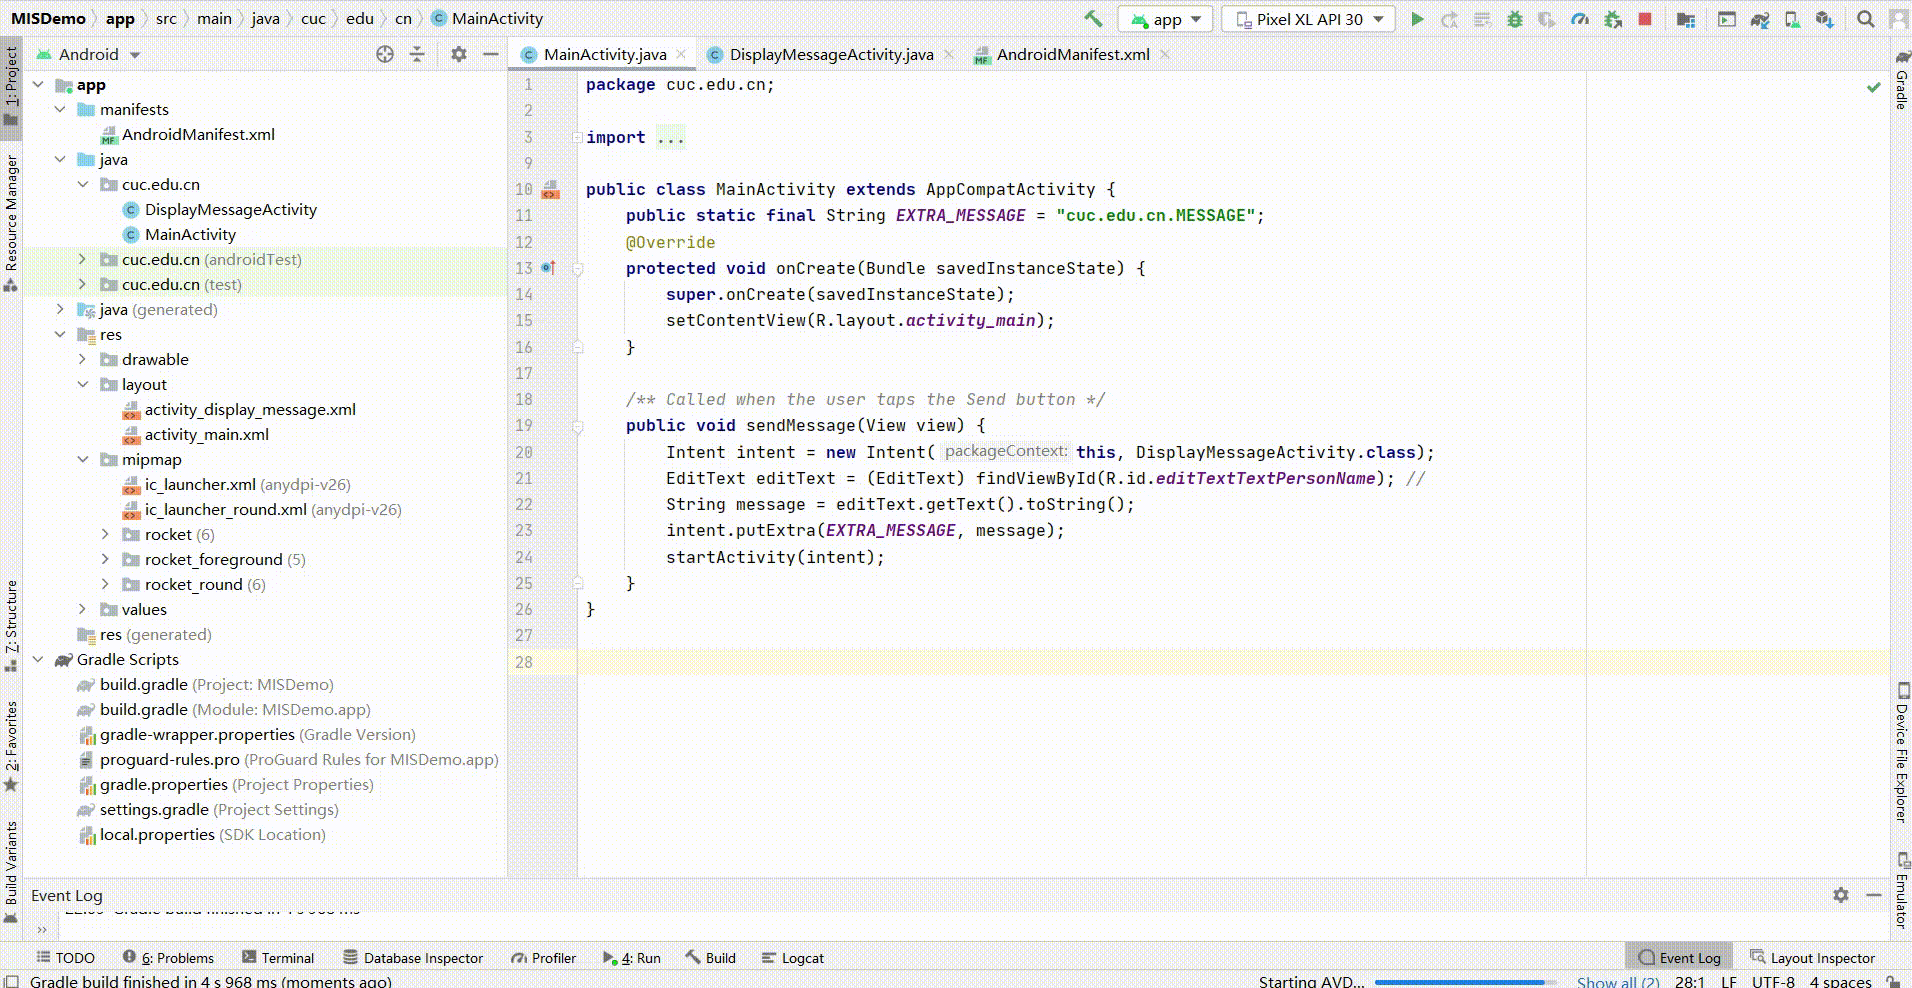 MISDemo app src main java cuc edu cn MainActivity
app Pixel XL API 30
1: Project
Resource Manager
7: Structure
2: Favorites
Build Variants
Android
app
manifests
AndroidManifest.xml
java
cuc.edu.cn
DisplayMessageActivity
MainActivity
cuc.edu.cn (androidTest)
cuc.edu.cn (test)
java (generated)
res
drawable
layout
activity_display_message.xml
activity_main.xml
mipmap
ic_launcher.xml (anydpi-v26)
ic_launcher_round.xml (anydpi-v26)
rocket (6)
rocket_foreground (5)
rocket_round (6)
values
res (generated)
Gradle Scripts
build.gradle (Project: MISDemo)
build.gradle (Module: MISDemo.app)
gradle-wrapper.properties (Gradle Version)
proguard-rules.pro (ProGuard Rules for MISDemo.app)
gradle.properties (Project Properties)
settings.gradle (Project Settings)
local.properties (SDK Location)
MainActivity.java DisplayMessageActivity.java AndroidManifest.xml
1 package cuc.edu.cn;
2
3 import ...
9
10 public class MainActivity extends AppCompatActivity {
11 public static final String EXTRA_MESSAGE = "cuc.edu.cn.MESSAGE";
12 @Override
13 protected void onCreate(Bundle savedInstanceState) {
14 super.onCreate(savedInstanceState);
15 setContentView(R.layout.activity_main);
16 }
17
18 /** Called when the user taps the Send button */
19 public void sendMessage(View view) {
20 Intent intent = new Intent( packageContext: this, DisplayMessageActivity.class);
21 EditText editText = (EditText) findViewById(R.id.editTextTextPersonName); //
22 String message = editText.getText().toString();
23 intent.putExtra(EXTRA_MESSAGE, message);
24 startActivity(intent);
25 }
26 }
27
28
Gradle
Device File Explorer
Emulator
Event Log
22:09 Gradle build finished in 4 s 968 ms
TODO 6: Problems Terminal Database Inspector Profiler 4: Run Build Logcat Event Log Layout Inspector
Gradle build finished in 4 s 968 ms (moments ago) Starting AVD... Show all (2) 28:1 LF UTF-8 4 spaces